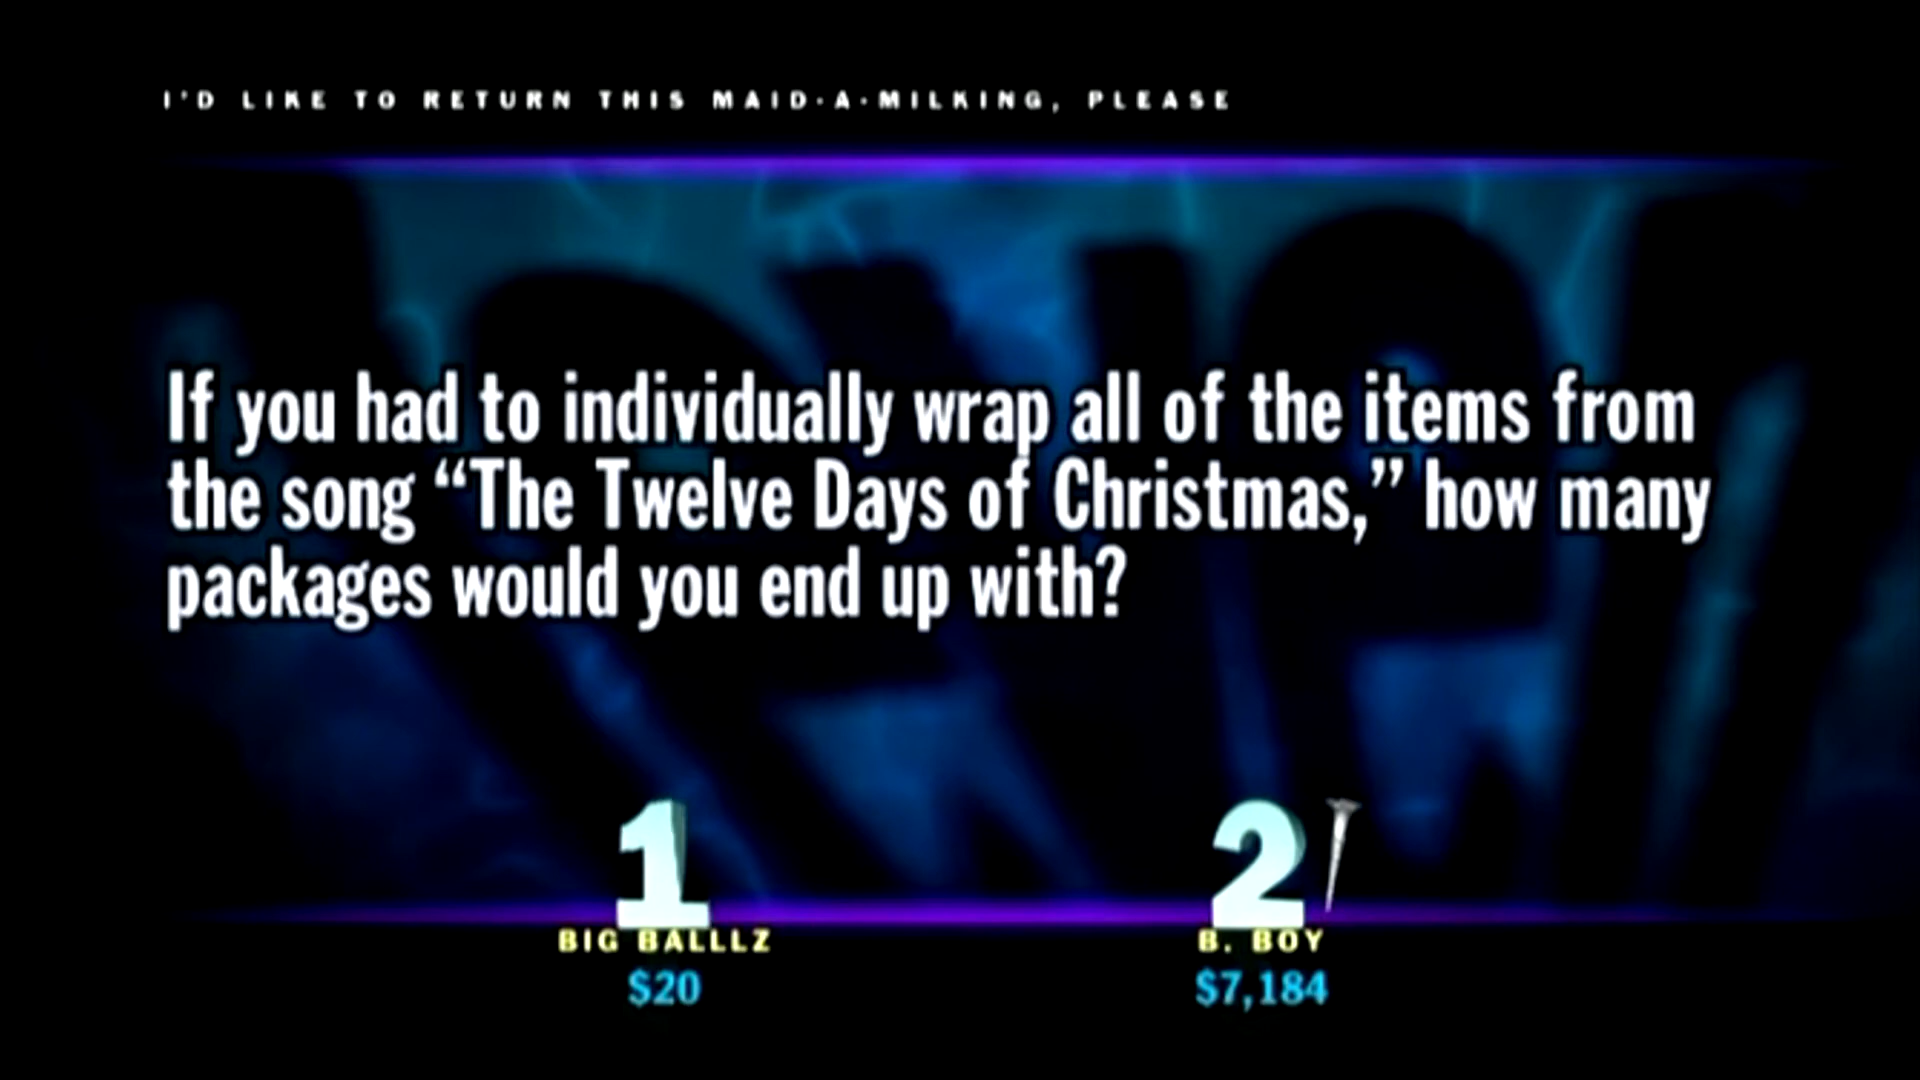 I'D LIKE TO RETURN THIS MAID-A-MILKING, PLEASE
If you had to individually wrap all of the items from
the song “The Twelve Days of Christmas,” how many
packages would you end up with?
1
2
BIG BALLLZ
B. BOY
$20
$7,184